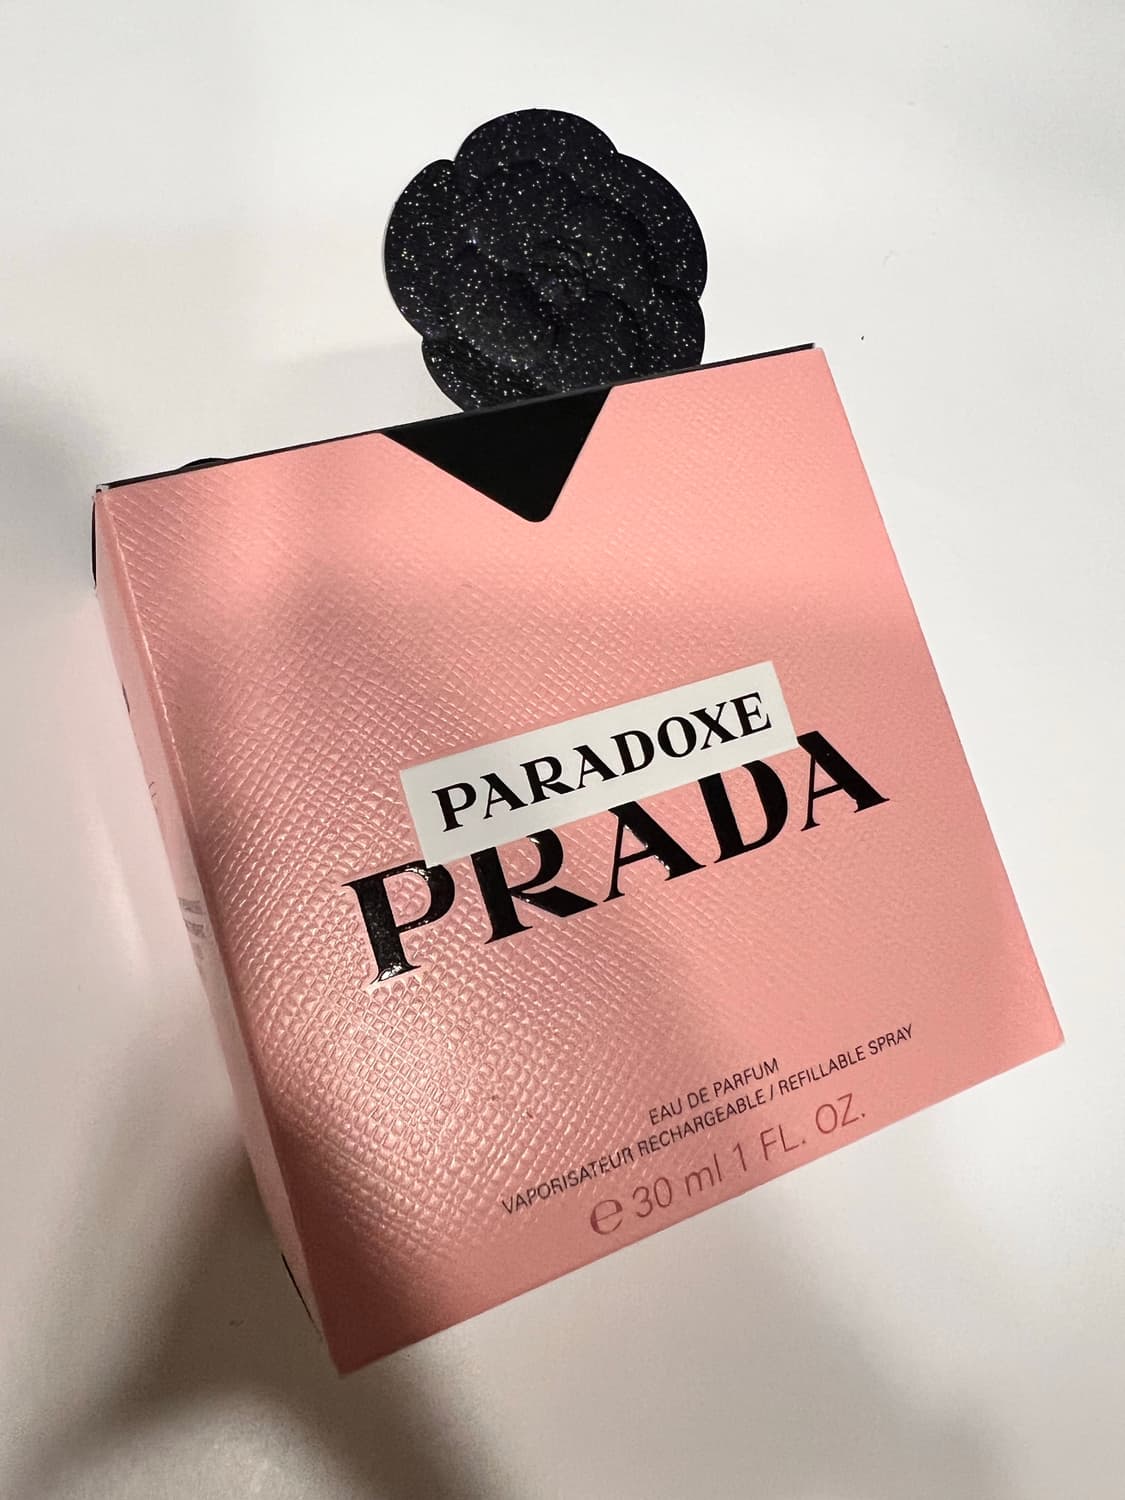 PARADOXE
PRADA
EAU DE PARFUM
VAPORISATEUR RECHARGEABLE / REFILLABLE SPRAY
℮ 30 ml 1 FL. OZ.